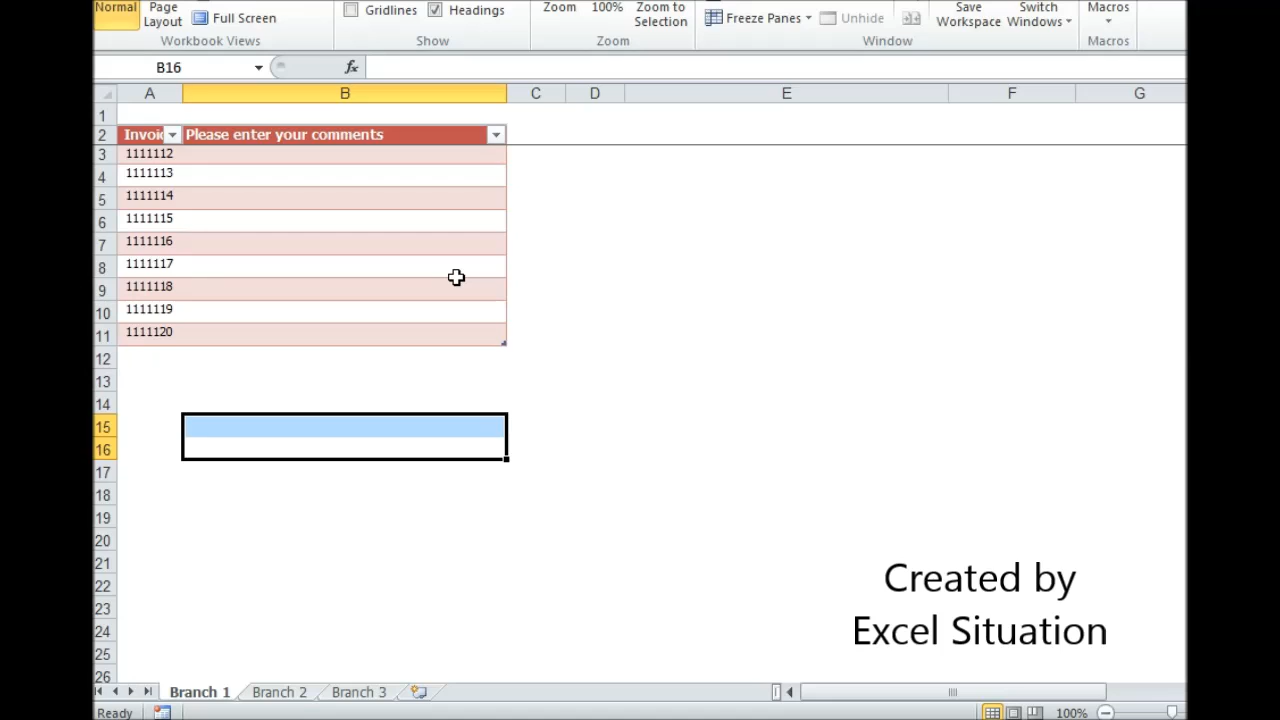 Normal Page Layout Full Screen Gridlines Headings Zoom 100% Zoom to Selection Freeze Panes Unhide Save Workspace Switch Windows Macros
Workbook Views Show Zoom Window Macros
B16 fx
A B C D E F G
1
2 Invoic Please enter your comments
3 1111112
4 1111113
5 1111114
6 1111115
7 1111116
8 1111117
9 1111118
10 1111119
11 1111120
12
13
14
15
16
17
18
19
20
21
22
23
24
25
26
Created by
Excel Situation
Branch 1 Branch 2 Branch 3
Ready 100%